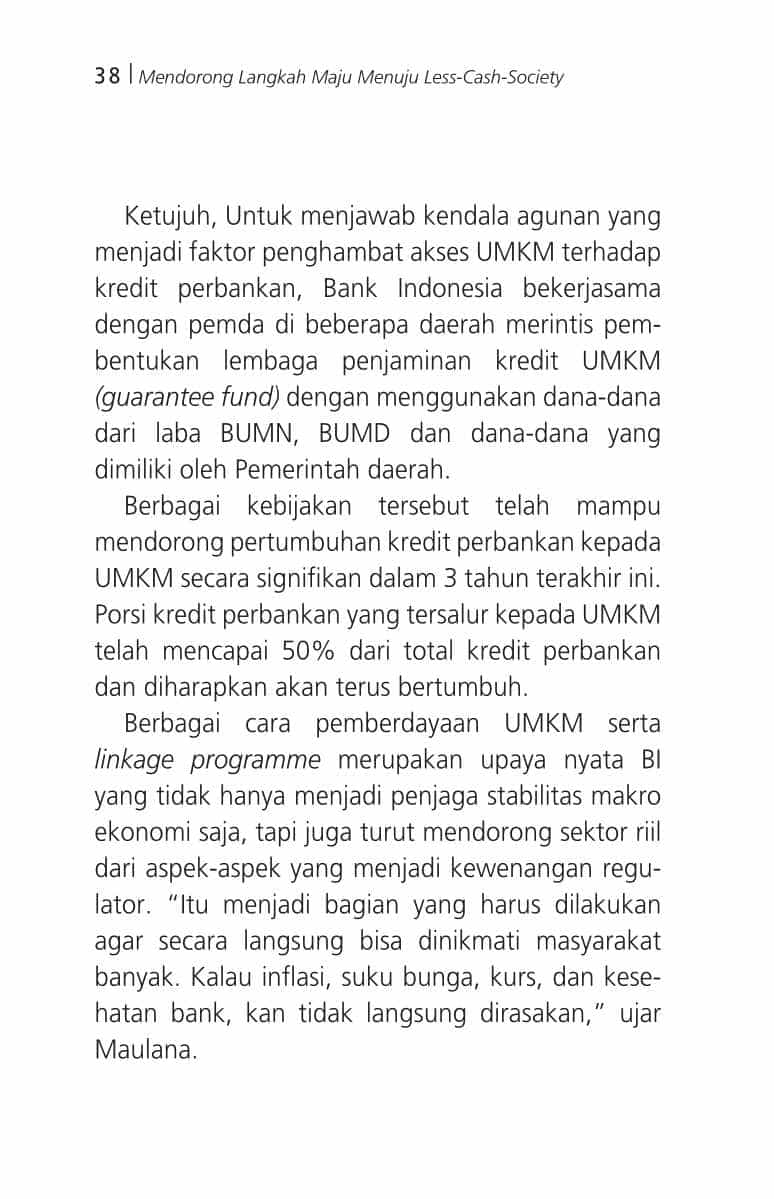 38 | Mendorong Langkah Maju Menuju Less-Cash-Society
Ketujuh, Untuk menjawab kendala agunan yang
menjadi faktor penghambat akses UMKM terhadap
kredit perbankan, Bank Indonesia bekerjasama
dengan pemda di beberapa daerah merintis pem-
bentukan lembaga penjaminan kredit UMKM
(guarantee fund) dengan menggunakan dana-dana
dari laba BUMN, BUMD dan dana-dana yang
dimiliki oleh Pemerintah daerah.
Berbagai kebijakan tersebut telah mampu
mendorong pertumbuhan kredit perbankan kepada
UMKM secara signifikan dalam 3 tahun terakhir ini.
Porsi kredit perbankan yang tersalur kepada UMKM
telah mencapai 50% dari total kredit perbankan
dan diharapkan akan terus bertumbuh.
Berbagai cara pemberdayaan UMKM serta
linkage programme merupakan upaya nyata BI
yang tidak hanya menjadi penjaga stabilitas makro
ekonomi saja, tapi juga turut mendorong sektor riil
dari aspek-aspek yang menjadi kewenangan regu-
lator. “Itu menjadi bagian yang harus dilakukan
agar secara langsung bisa dinikmati masyarakat
banyak. Kalau inflasi, suku bunga, kurs, dan kese-
hatan bank, kan tidak langsung dirasakan,” ujar
Maulana.